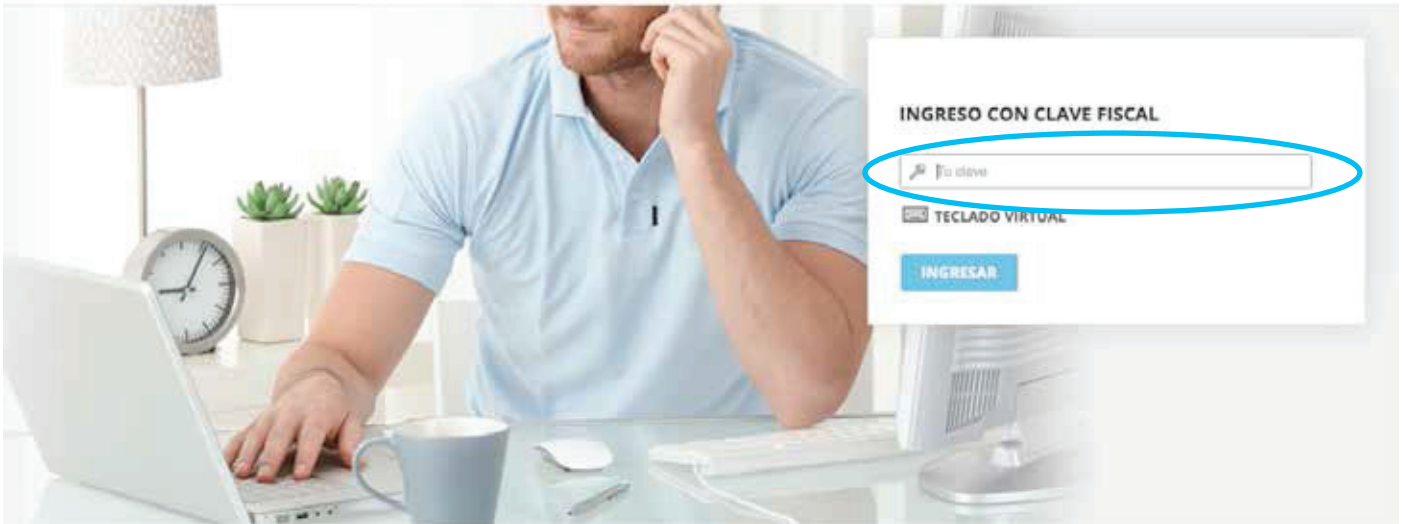 INGRESO CON CLAVE FISCAL
Tu clave
TECLADO VIRTUAL
INGRESAR